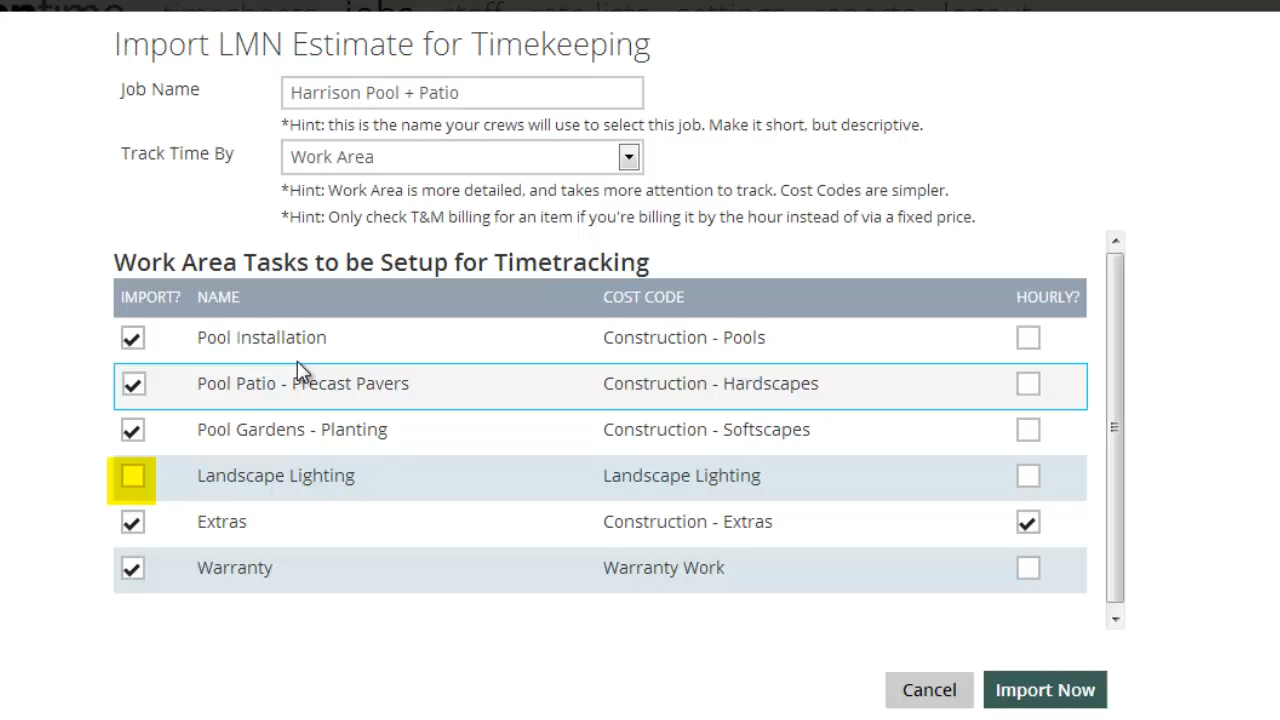 Import LMN Estimate for Timekeeping
Job Name Harrison Pool + Patio
*Hint: this is the name your crews will use to select this job. Make it short, but descriptive.
Track Time By Work Area
*Hint: Work Area is more detailed, and takes more attention to track. Cost Codes are simpler.
*Hint: Only check T&M billing for an item if you're billing it by the hour instead of via a fixed price.
Work Area Tasks to be Setup for Timetracking
IMPORT? NAME COST CODE HOURLY?
Pool Installation Construction - Pools
Pool Patio - Precast Pavers Construction - Hardscapes
Pool Gardens - Planting Construction - Softscapes
Landscape Lighting Landscape Lighting
Extras Construction - Extras
Warranty Warranty Work
Cancel Import Now